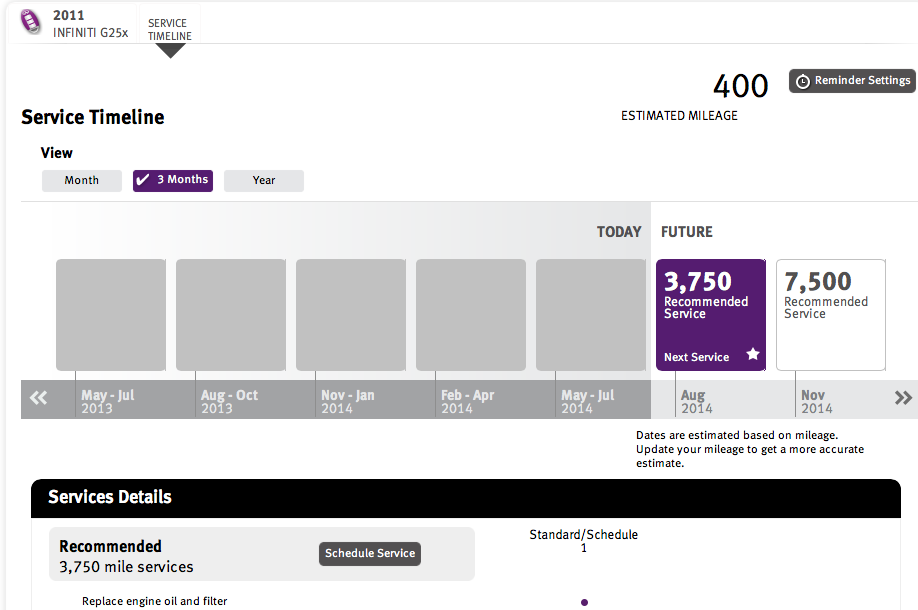 2011
INFINITI G25x
SERVICE
TIMELINE
400
Reminder Settings
ESTIMATED MILEAGE
Service Timeline
View
Month
3 Months
Year
TODAY
FUTURE
3,750
Recommended
Service
Next Service
7,500
Recommended
Service
May - Jul
2013
Aug - Oct
2013
Nov - Jan
2014
Feb - Apr
2014
May - Jul
2014
Aug
2014
Nov
2014
Dates are estimated based on mileage.
Update your mileage to get a more accurate
estimate.
Services Details
Recommended
3,750 mile services
Schedule Service
Standard/Schedule
1
Replace engine oil and filter